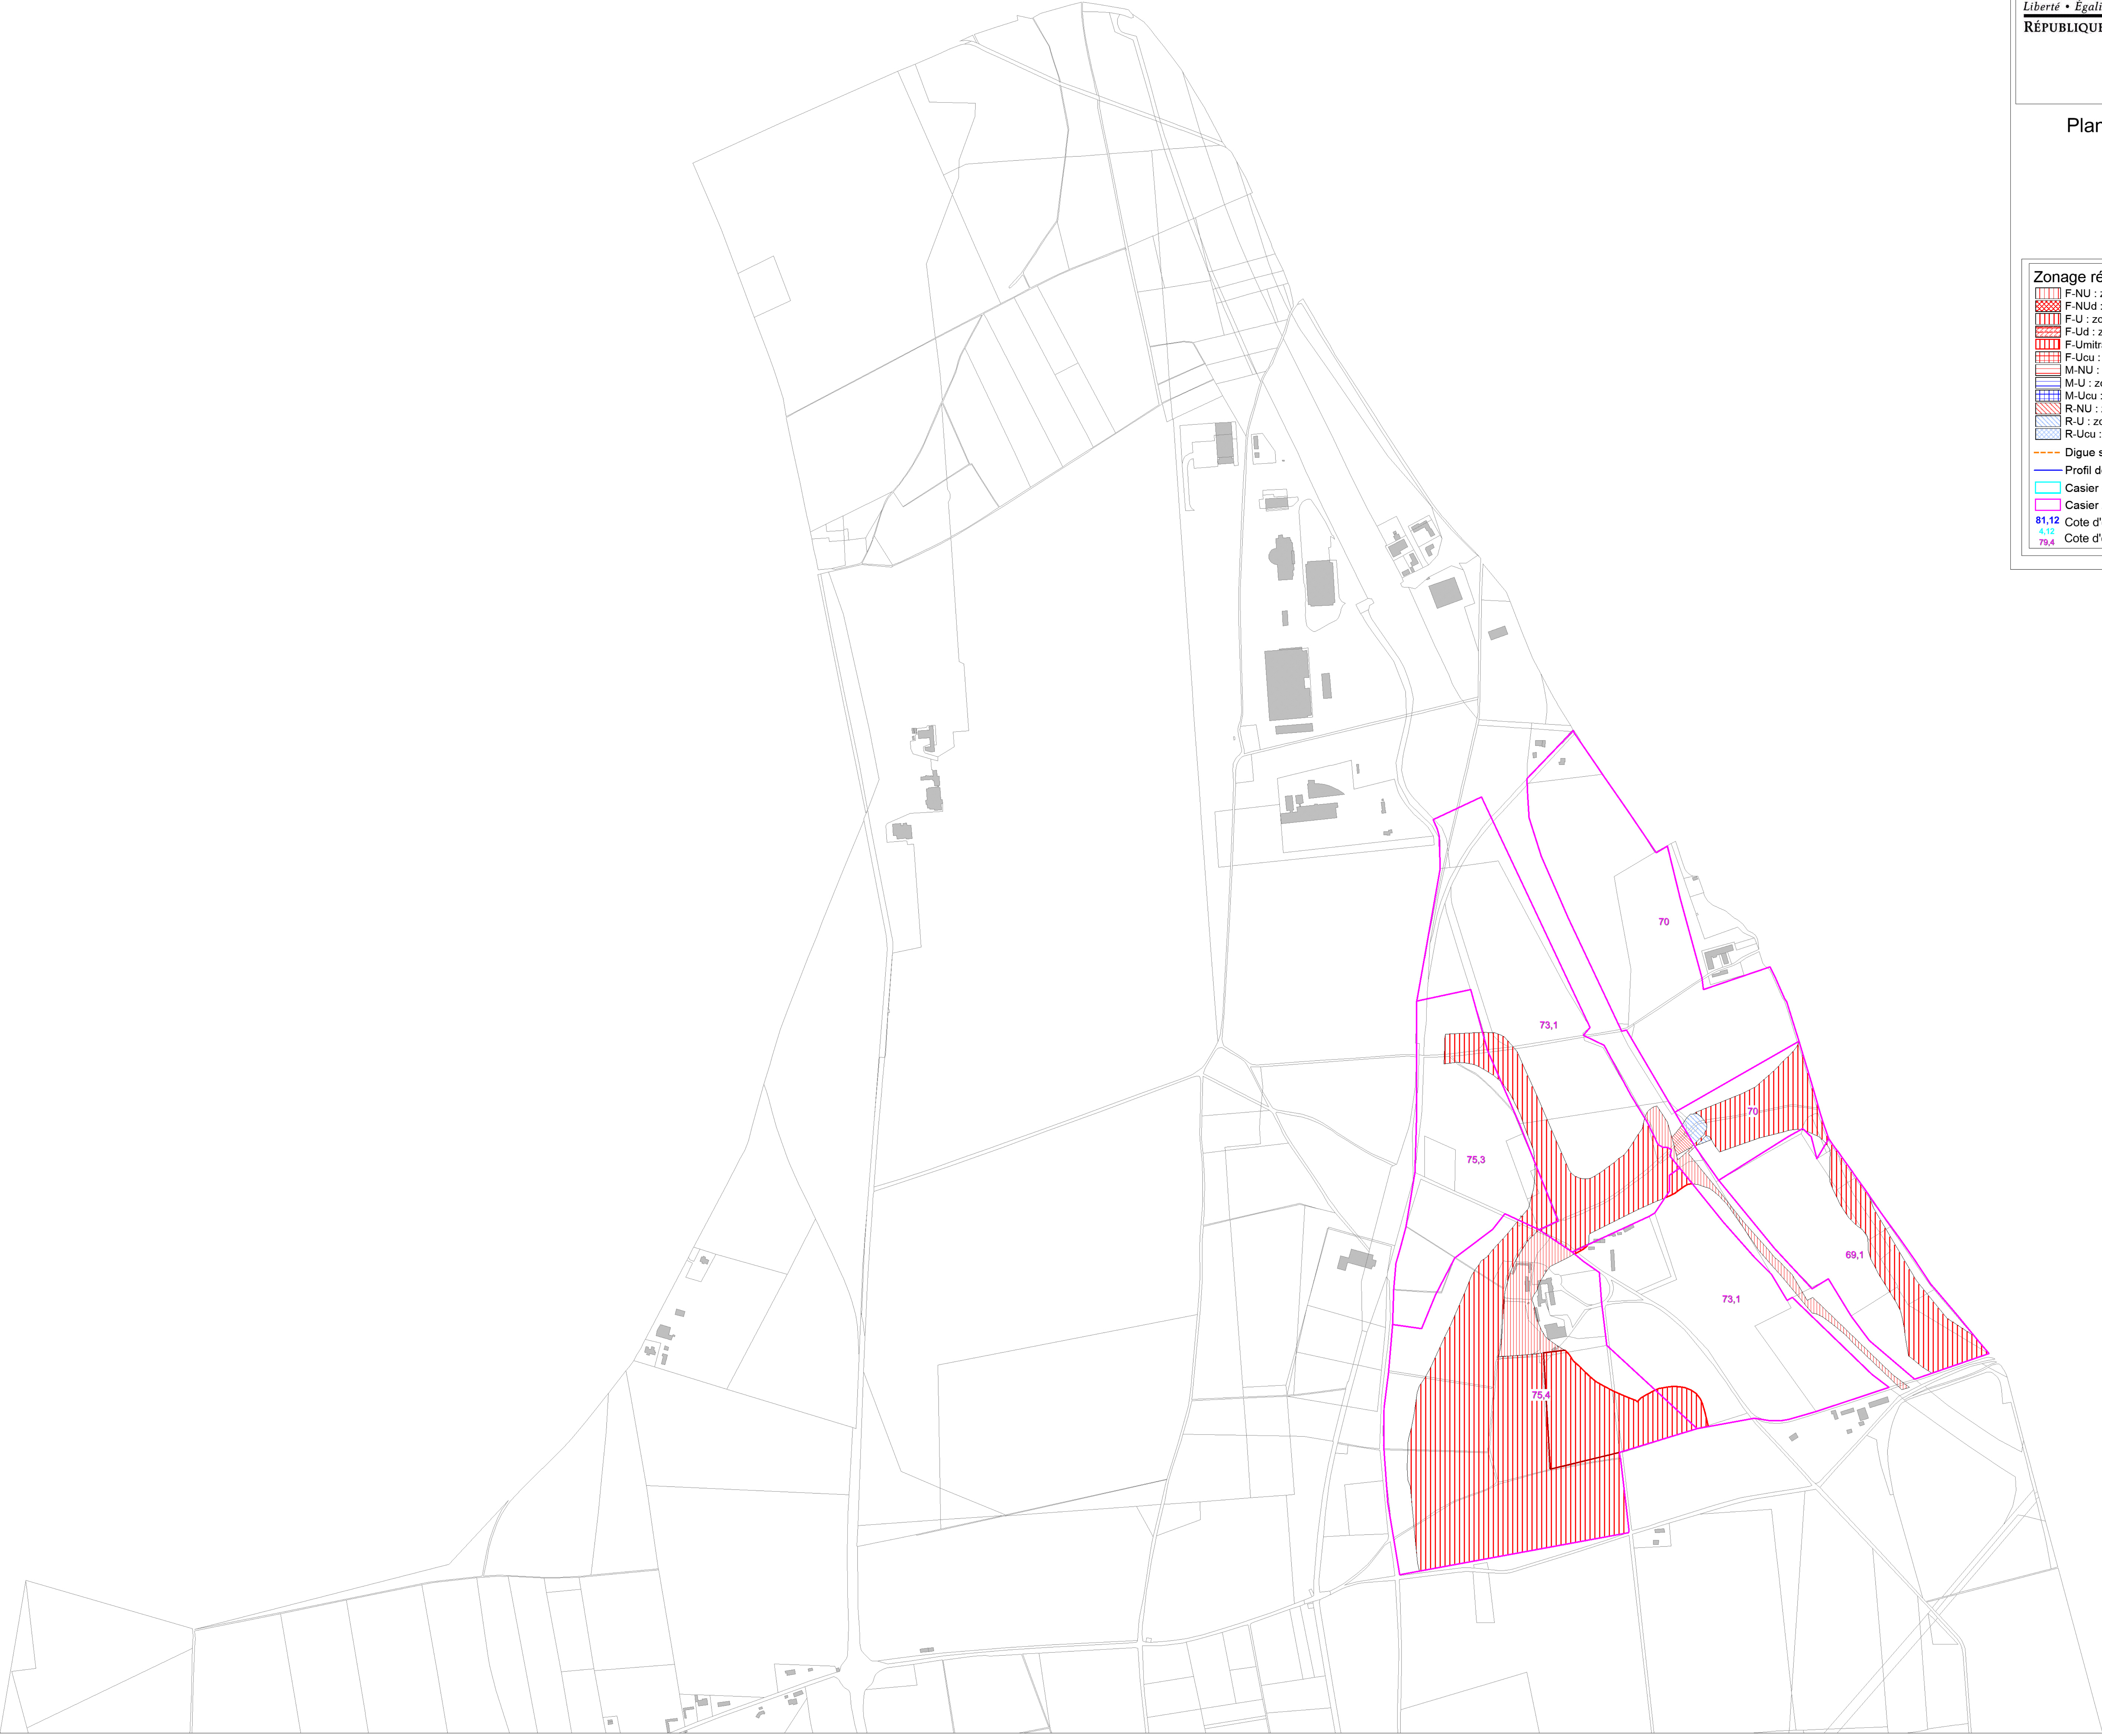 Liberté • Égali
RÉPUBLIQUE
Plan
Zonage ré
F-NU : z
F-NUd :
F-U : zo
F-Ud : z
F-Umitra
F-Ucu :
M-NU :
M-U : zo
M-Ucu :
R-NU : z
R-U : zo
R-Ucu :
Digue s
Profil de
Casier
Casier
81,12 Cote d'
4,12
79,4 Cote d'
70
73,1
70
75,3
69,1
73,1
75,4